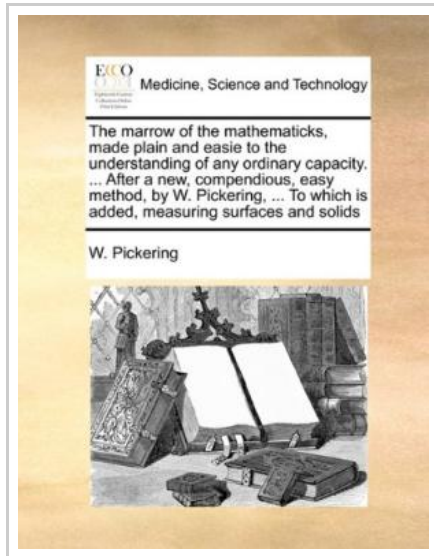 ECCO
Medicine, Science and Technology
The marrow of the mathematicks,
made plain and easie to the
understanding of any ordinary capacity.
... After a new, compendious, easy
method, by W. Pickering, ... To which is
added, measuring surfaces and solids
W. Pickering